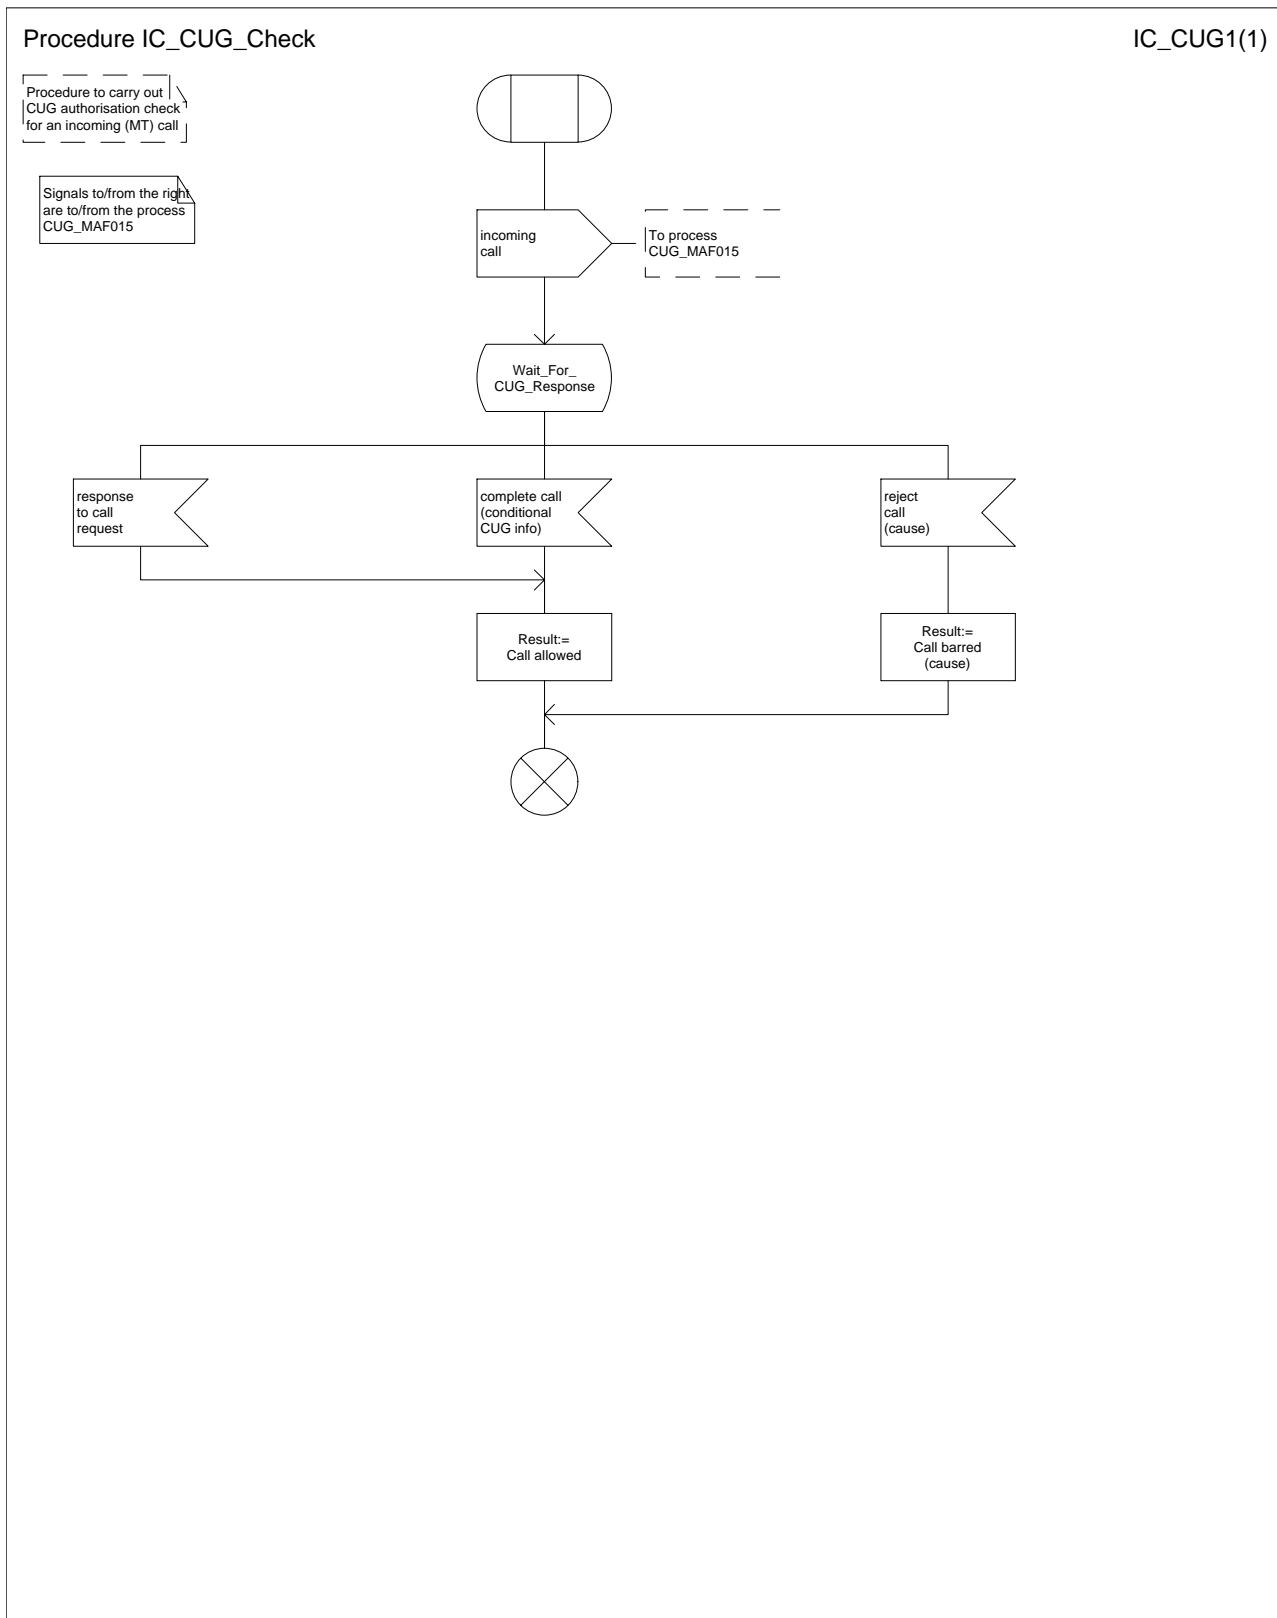 Procedure IC_CUG_Check
IC_CUG1(1)
Procedure to carry out
CUG authorisation check
for an incoming (MT) call
Signals to/from the right
are to/from the process
CUG_MAF015
incoming
call
To process
CUG_MAF015
Wait_For_
CUG_Response
response
to call
request
complete call
(conditional
CUG info)
reject
call
(cause)
Result:=
Call allowed
Result:=
Call barred
(cause)